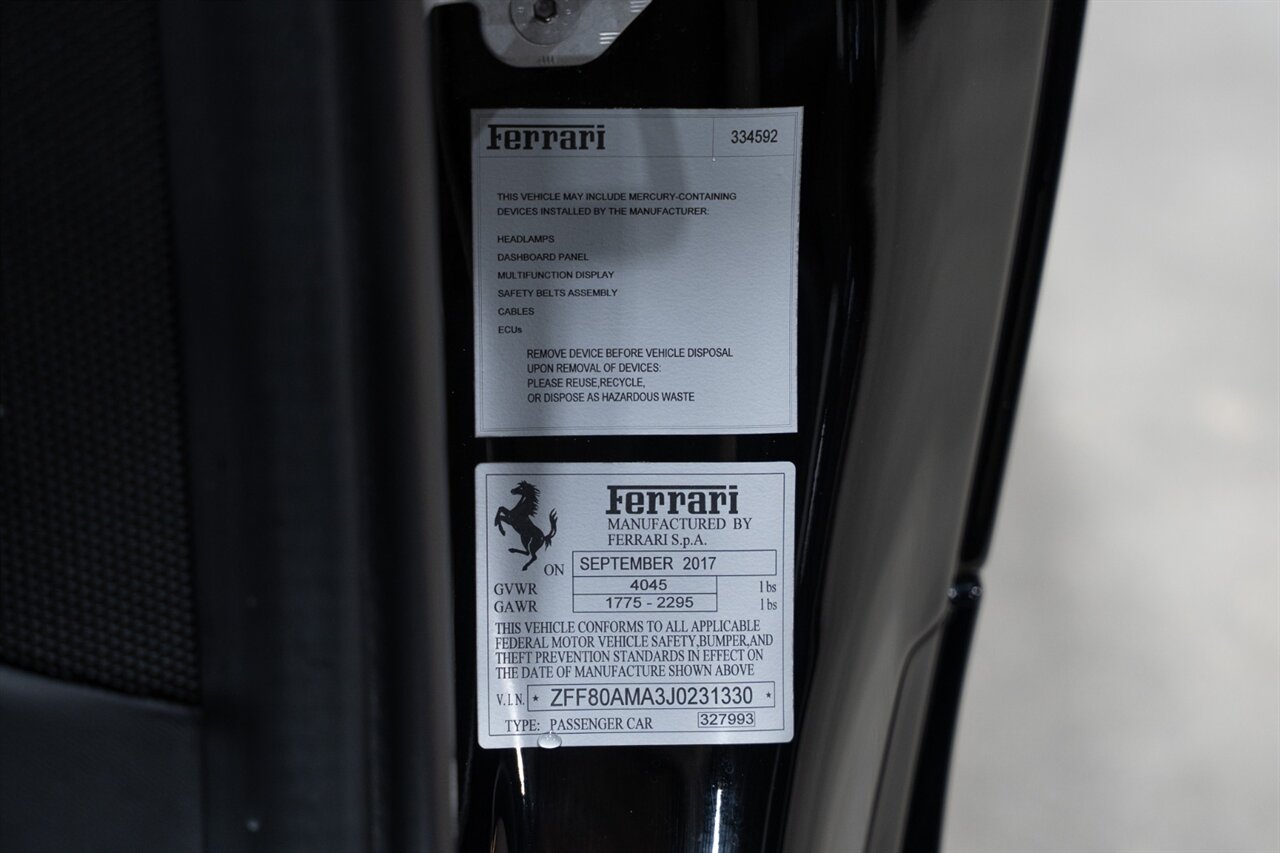 Ferrari 334592
THIS VEHICLE MAY INCLUDE MERCURY-CONTAINING
DEVICES INSTALLED BY THE MANUFACTURER:
HEADLAMPS
DASHBOARD PANEL
MULTIFUNCTION DISPLAY
SAFETY BELTS ASSEMBLY
CABLES
ECUs
REMOVE DEVICE BEFORE VEHICLE DISPOSAL
UPON REMOVAL OF DEVICES:
PLEASE REUSE,RECYCLE,
OR DISPOSE AS HAZARDOUS WASTE
Ferrari
MANUFACTURED BY
FERRARI S.p.A.
ON SEPTEMBER 2017
GVWR 4045 lbs
GAWR 1775 - 2295 lbs
THIS VEHICLE CONFORMS TO ALL APPLICABLE
FEDERAL MOTOR VEHICLE SAFETY,BUMPER,AND
THEFT PREVENTION STANDARDS IN EFFECT ON
THE DATE OF MANUFACTURE SHOWN ABOVE
V.I.N. * ZFF80AMA3J0231330 *
TYPE: PASSENGER CAR 327993